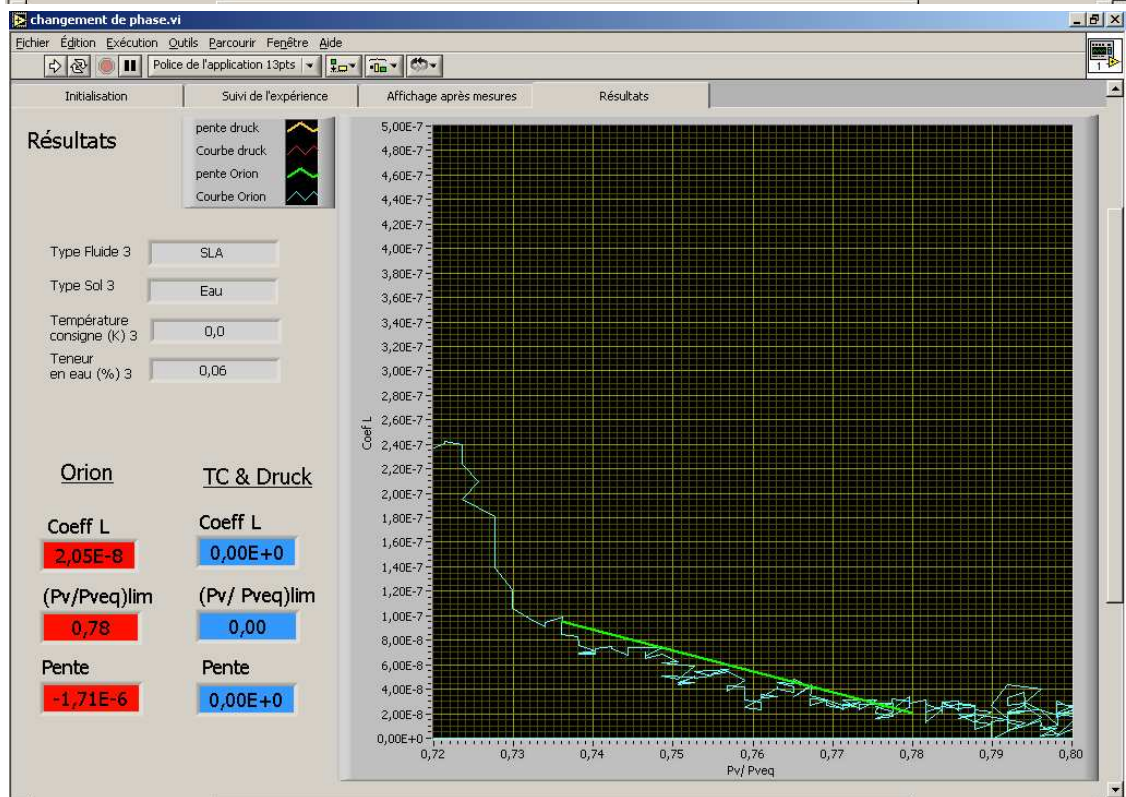 changement de phase.vi
Fichier Édition Exécution Outils Parcourir Fenêtre Aide
Police de l'application 13pts
1
Initialisation Suivi de l'expérience Affichage après mesures Résultats
Résultats
pente druck
Courbe druck
pente Orion
Courbe Orion
Type Fluide 3 SLA
Type Sol 3 Eau
Température
consigne (K) 3 0,0
Teneur
en eau (%) 3 0,06
Orion
Coeff L
2,05E-8
(Pv/Pveq)lim
0,78
Pente
-1,71E-6
TC & Druck
Coeff L
0,00E+0
(Pv/ Pveq)lim
0,00
Pente
0,00E+0
Coef L
5,00E-7
4,80E-7
4,60E-7
4,40E-7
4,20E-7
4,00E-7
3,80E-7
3,60E-7
3,40E-7
3,20E-7
3,00E-7
2,80E-7
2,60E-7
2,40E-7
2,20E-7
2,00E-7
1,80E-7
1,60E-7
1,40E-7
1,20E-7
1,00E-7
8,00E-8
6,00E-8
4,00E-8
2,00E-8
0,00E+0
0,72 0,73 0,74 0,75 0,76 0,77 0,78 0,79 0,80
Pv/ Pveq